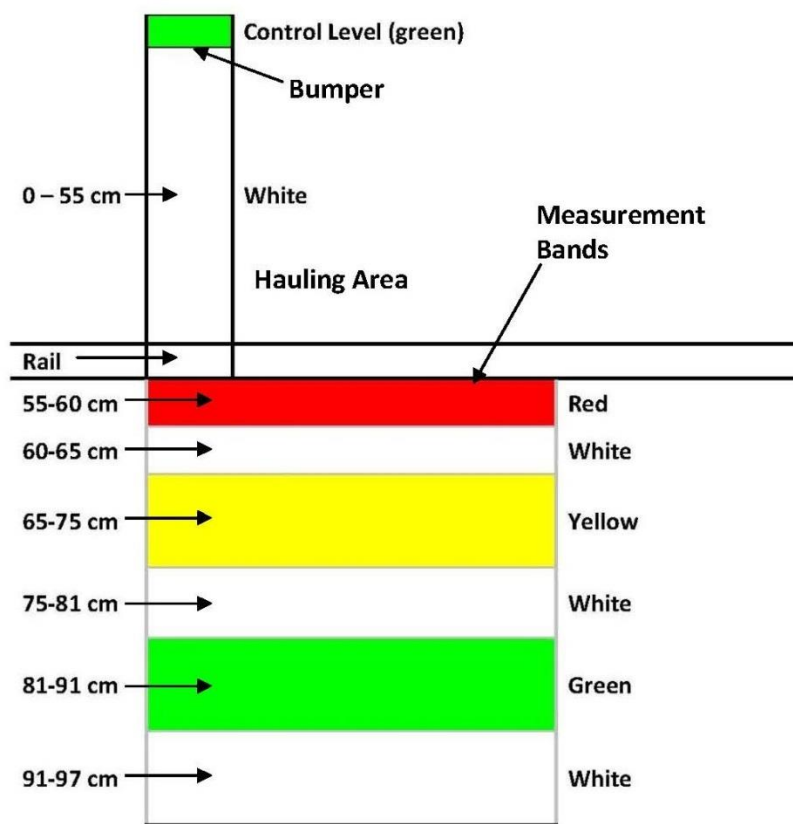 Control Level (green)
Bumper
0 – 55 cm
White
Measurement
Bands
Hauling Area
Rail
55-60 cm
Red
60-65 cm
White
65-75 cm
Yellow
75-81 cm
White
81-91 cm
Green
91-97 cm
White